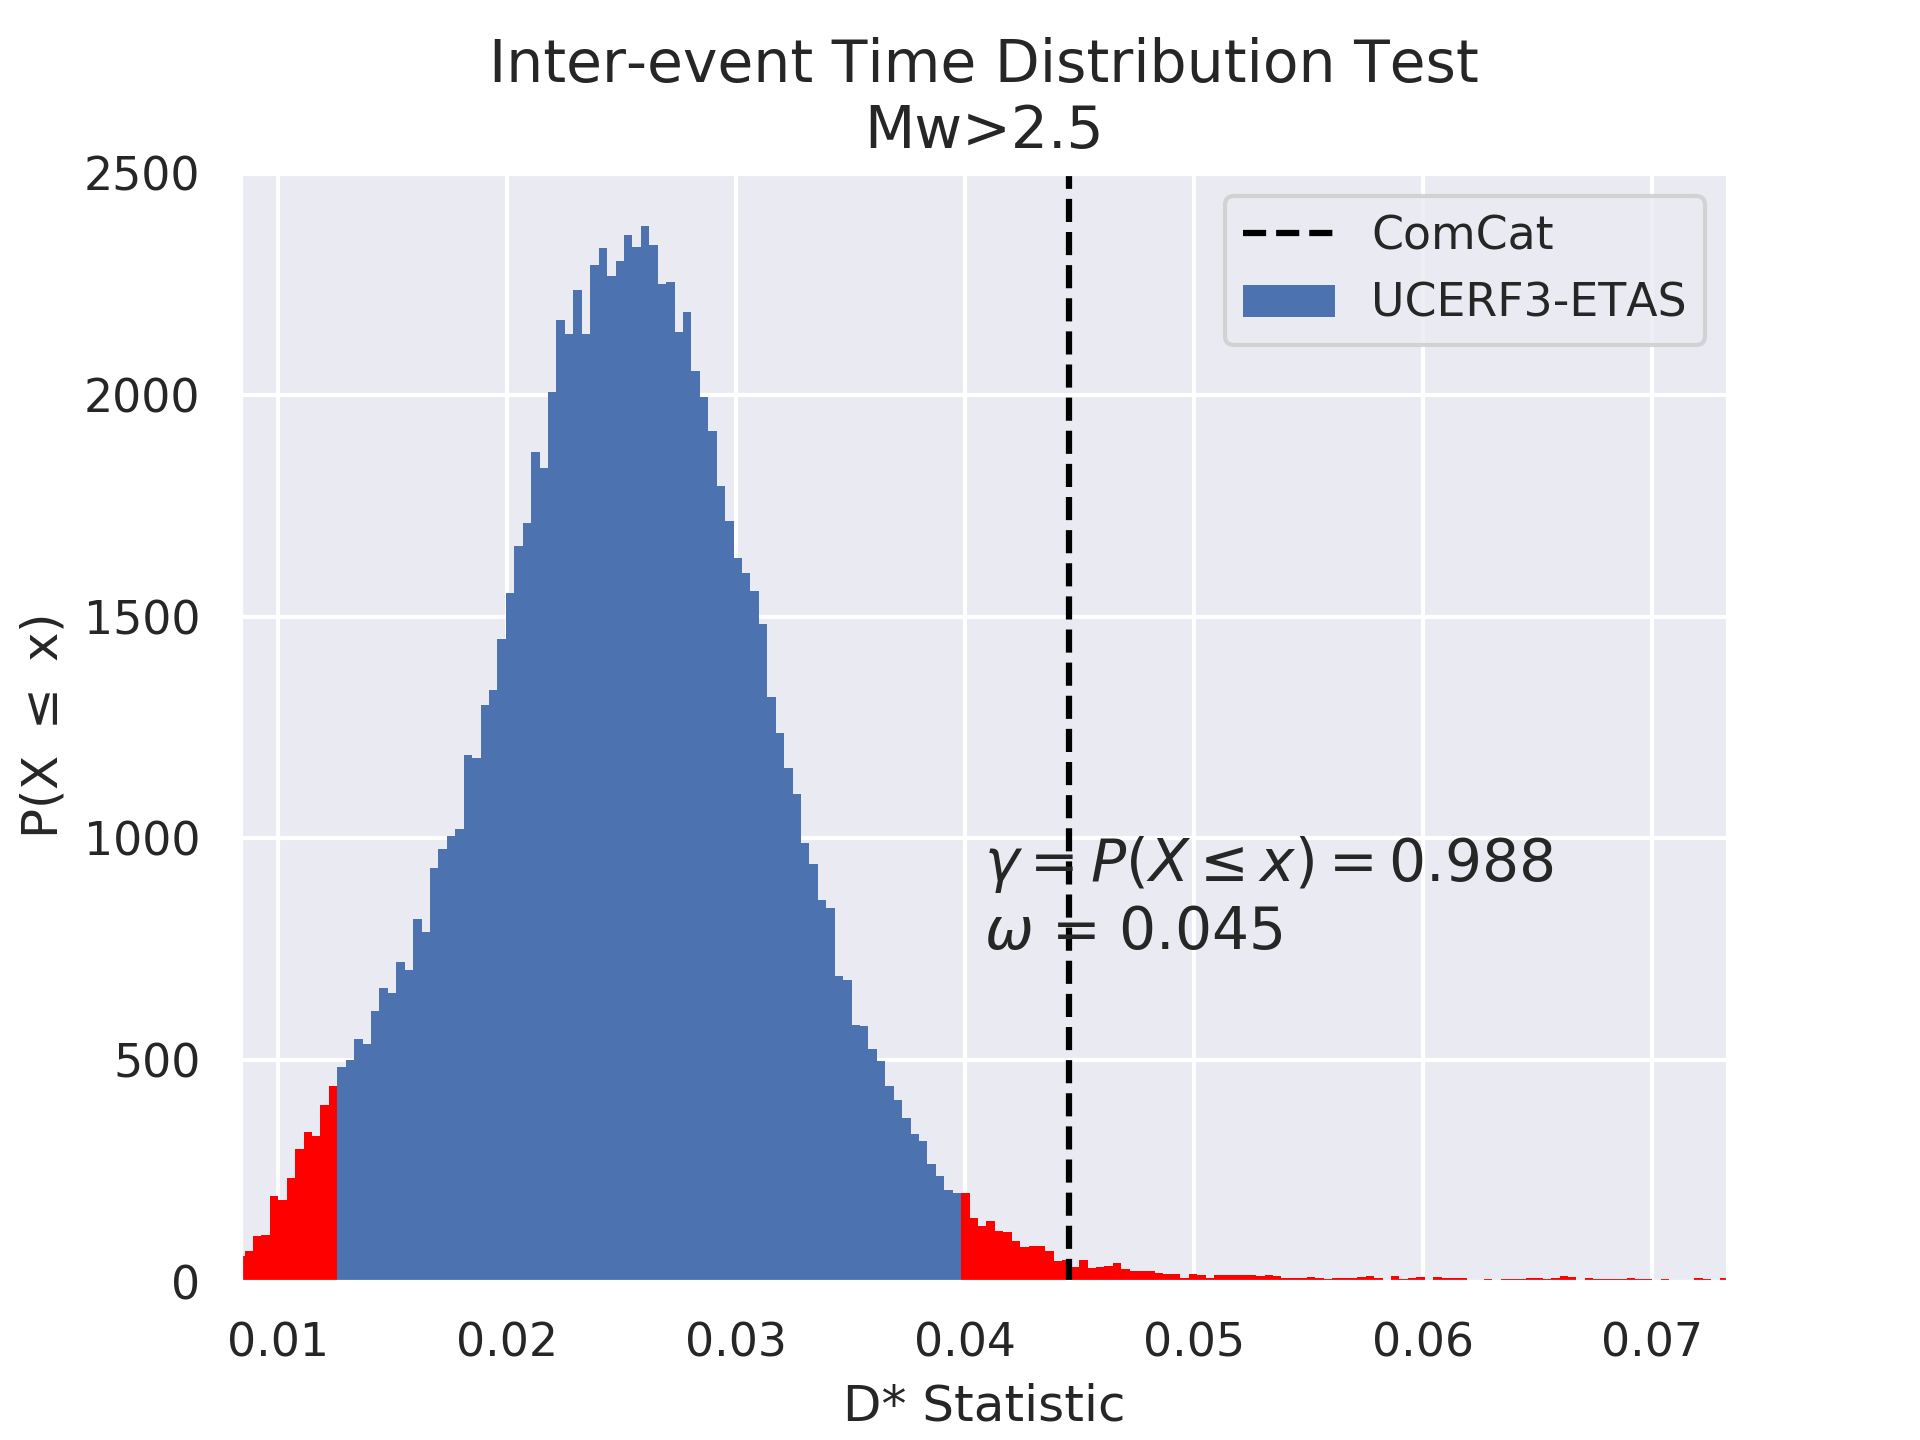 Inter-event Time Distribution Test
Mw>2.5
2500
2000
1500
1000
500
0
P(X ≤ x)
ComCat
UCERF3-ETAS
γ = P(X ≤ x) = 0.988
ω = 0.045
0.01 0.02 0.03 0.04 0.05 0.06 0.07
D* Statistic